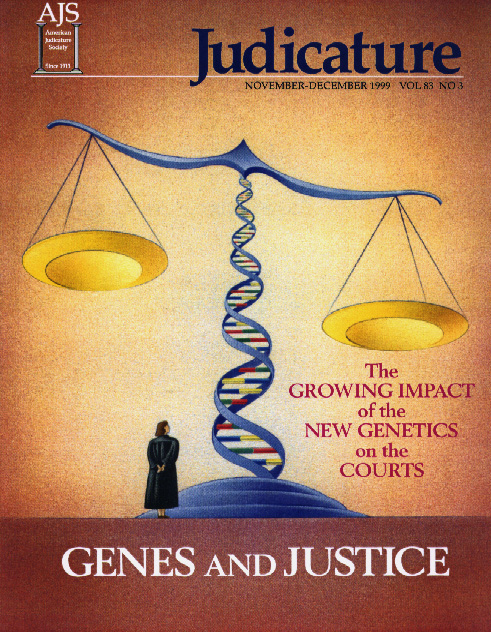 AJS
American
Judicature
Society
Since 1913
Judicature
NOVEMBER-DECEMBER 1999 VOL 83 NO 3
The
GROWING IMPACT
of the
NEW GENETICS
on the
COURTS
GENES AND JUSTICE